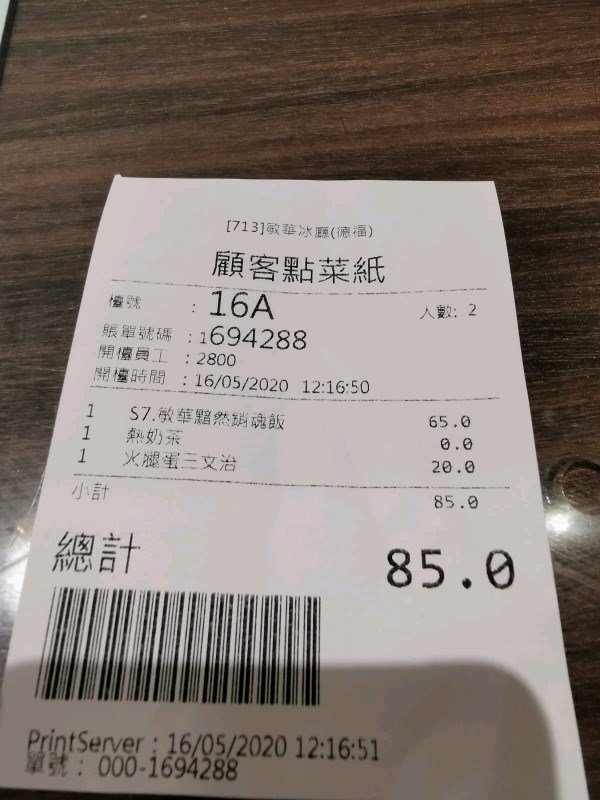 [713]敏華冰廳(德福)
顧客點菜紙
檯號 : 16A 人數: 2
賬單號碼 : 1694288
開檯員工 : 2800
開檯時間 : 16/05/2020 12:16:50
1 S7.敏華黯然銷魂飯 65.0
1 熱奶茶 0.0
1 火腿蛋三文治 20.0
小計 85.0
總計 85.0
PrintServer : 16/05/2020 12:16:51
單號 : 000-1694288